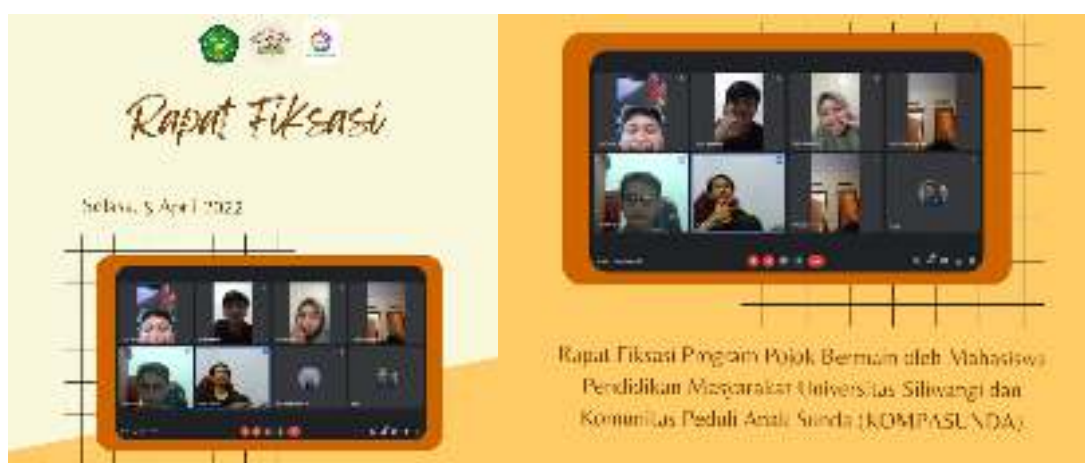 Rapat Fiksasi
Selasa, 5 April 2022
Rapat Fiksasi Program Pojok Bermain oleh Mahasiswa
Pendidikan Masyarakat Universitas Siliwangi dan
Komunitas Peduli Anak Sunda (KOMPASUNDA)